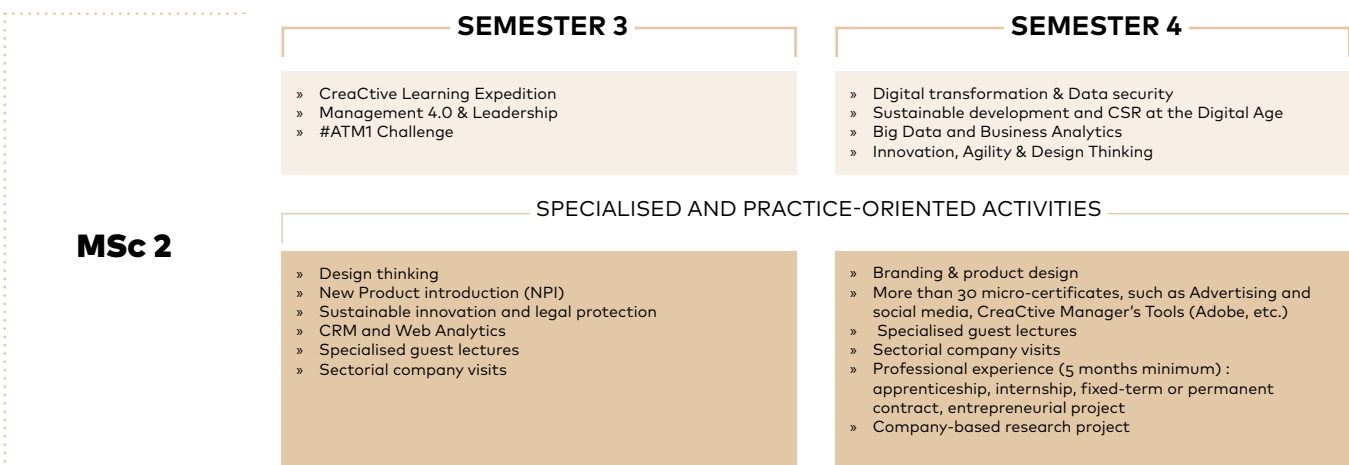 SEMESTER 3
» CreaCtive Learning Expedition
» Management 4.0 & Leadership
» #ATM1 Challenge
SEMESTER 4
» Digital transformation & Data security
» Sustainable development and CSR at the Digital Age
» Big Data and Business Analytics
» Innovation, Agility & Design Thinking
MSc 2
SPECIALISED AND PRACTICE-ORIENTED ACTIVITIES
» Design thinking
» New Product introduction (NPI)
» Sustainable innovation and legal protection
» CRM and Web Analytics
» Specialised guest lectures
» Sectorial company visits
» Branding & product design
» More than 30 micro-certificates, such as Advertising and
social media, CreaCtive Manager's Tools (Adobe, etc.)
» Specialised guest lectures
» Sectorial company visits
» Professional experience (5 months minimum) :
apprenticeship, internship, fixed-term or permanent
contract, entrepreneurial project
» Company-based research project